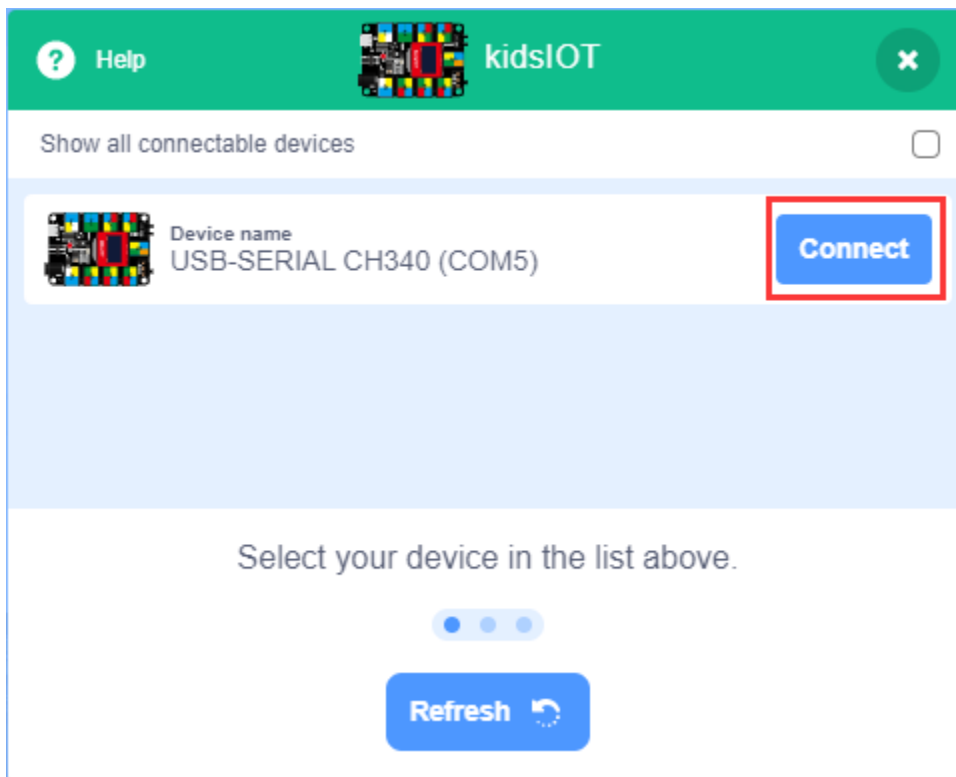 Help
kidsIOT
Show all connectable devices
Device name
USB-SERIAL CH340 (COM5)
Connect
Select your device in the list above.
Refresh